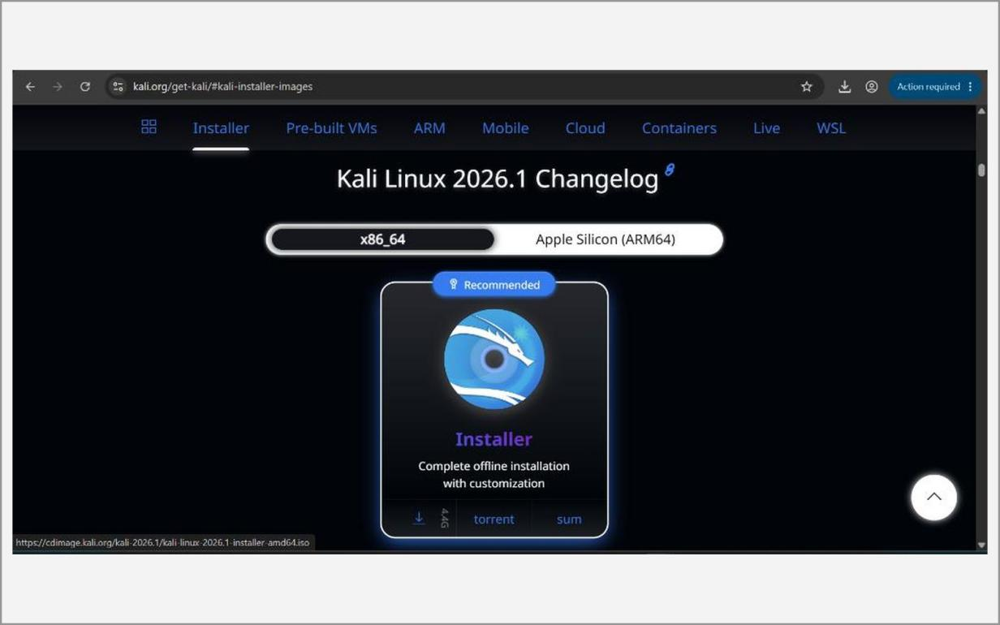 kali.org/get-kali/#kali-installer-images
Action required
Installer Pre-built VMs ARM Mobile Cloud Containers Live WSL
Kali Linux 2026.1 Changelog
x86_64 Apple Silicon (ARM64)
Recommended
Installer
Complete offline installation
with customization
4.4G torrent sum
https://cdimage.kali.org/kali-2026.1/kali-linux-2026.1-installer-amd64.iso